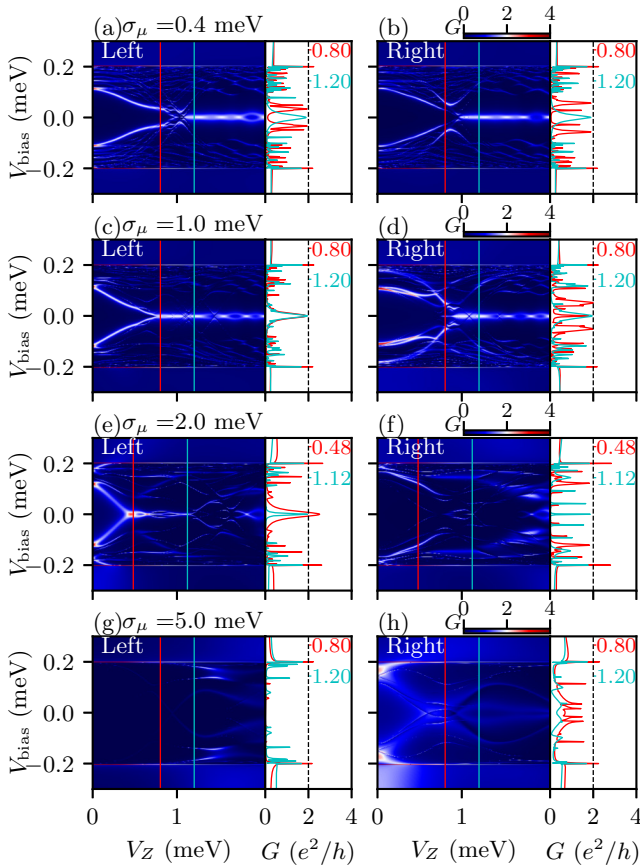 (a) σμ = 0.4 meV
(b) G 0 2 4
Left 0.80
1.20
Right 0.80
1.20
Vbias (meV)
0.2
0.0
−0.2
(c) σμ = 1.0 meV
(d) G 0 2 4
Left 0.80
1.20
Right 0.80
1.20
Vbias (meV)
0.2
0.0
−0.2
(e) σμ = 2.0 meV
(f) G 0 2 4
Left 0.48
1.12
Right 0.48
1.12
Vbias (meV)
0.2
0.0
−0.2
(g) σμ = 5.0 meV
(h) G 0 2 4
Left 0.80
1.20
Right 0.80
1.20
Vbias (meV)
0.2
0.0
−0.2
0 1 0 2 4
0 1 0 2 4
VZ (meV) G (e²/h)
VZ (meV) G (e²/h)